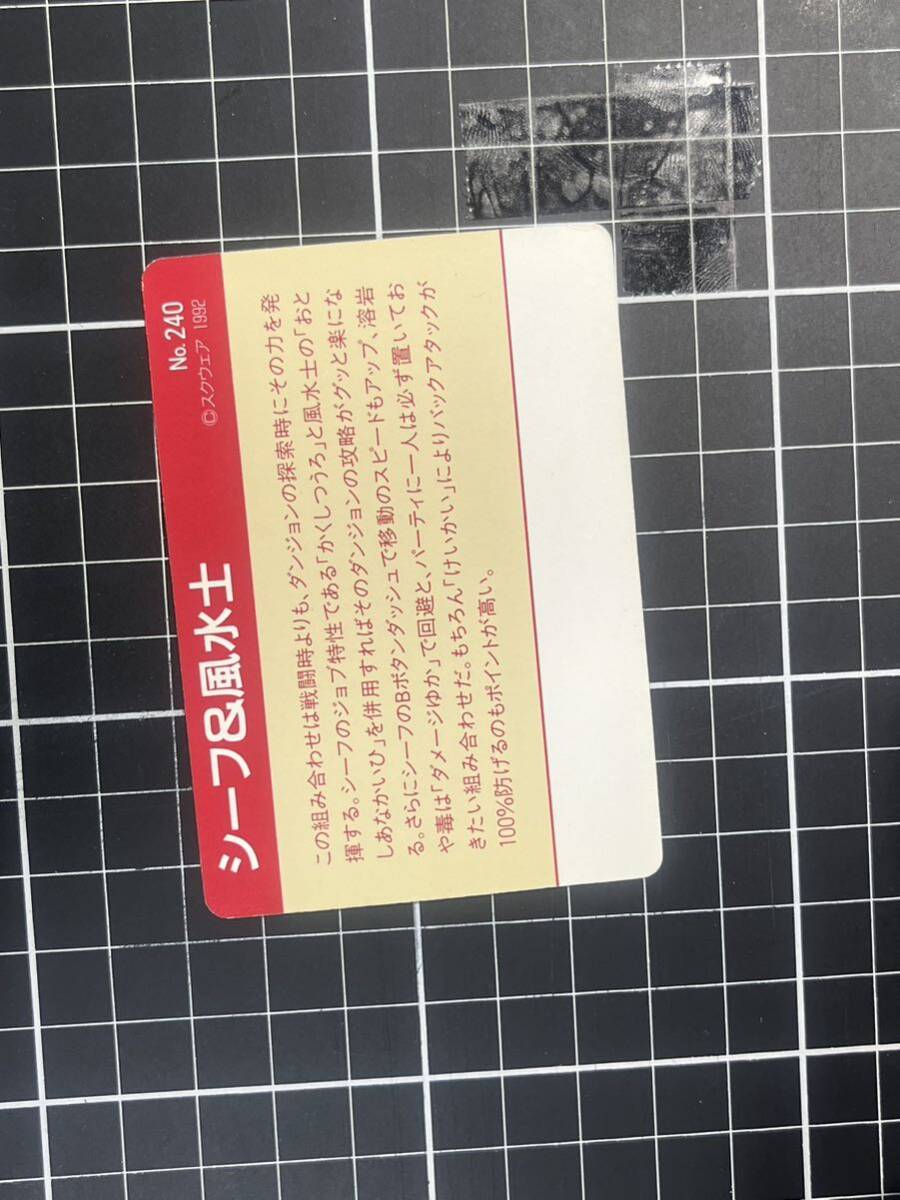 シーフ&風水士
No.240
©スクウェア 1992
この組み合わせは戦闘時よりも、ダンジョンの探索時にその力を発
揮する。シーフのジョブ特性である「かくしつうろ」と風水士の「おと
しあなかいひ」を併用すればそのダンジョンの攻略がグッと楽にな
る。さらにシーフのBボタンダッシュで移動のスピードもアップ、溶岩
や毒は「ダメージゆか」で回避と、パーティに一人は必ず置いてお
きたい組み合わせだ。もちろん「けいかい」によりバックアタックが
100%防げるのもポイントが高い。